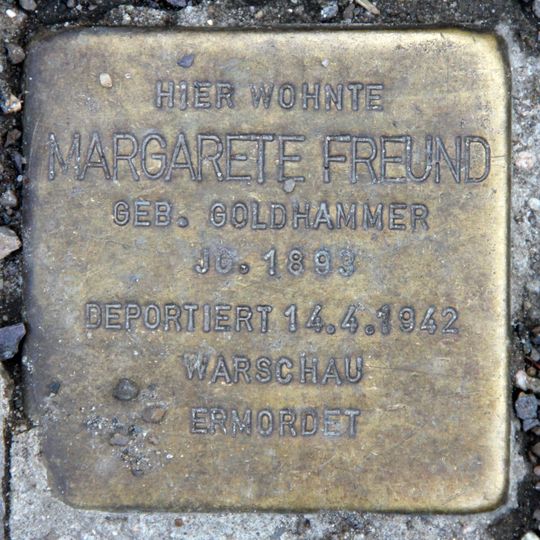 HIER WOHNTE
MARGARETE FREUND
GEB. GOLDHAMMER
JG. 1893
DEPORTIERT 14.4.1942
WARSCHAU
ERMORDET